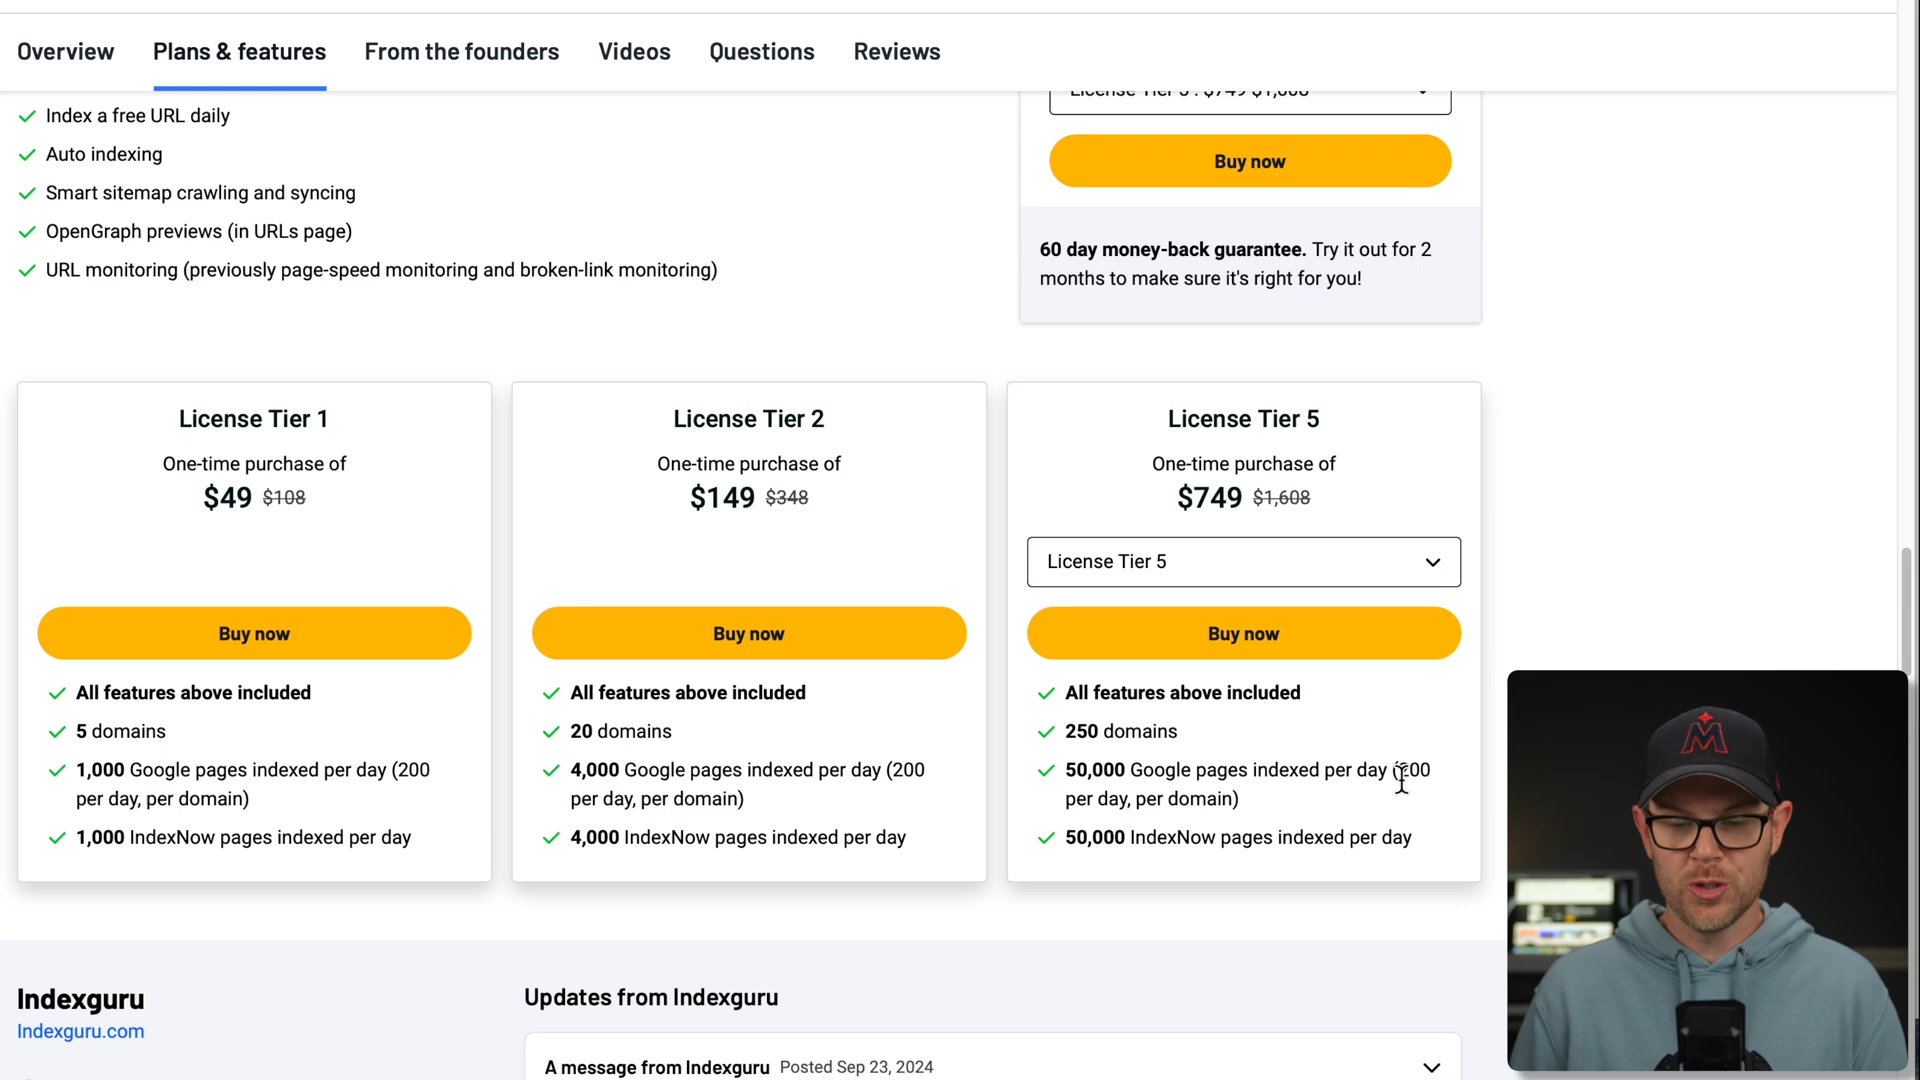 Overview Plans & features From the founders Videos Questions Reviews
Index a free URL daily
Auto indexing
Smart sitemap crawling and syncing
OpenGraph previews (in URLs page)
URL monitoring (previously page-speed monitoring and broken-link monitoring)
License Tier 5 : $749 $1,608
Buy now
60 day money-back guarantee. Try it out for 2
months to make sure it's right for you!
License Tier 1
One-time purchase of
$49 $108
Buy now
All features above included
5 domains
1,000 Google pages indexed per day (200
per day, per domain)
1,000 IndexNow pages indexed per day
License Tier 2
One-time purchase of
$149 $348
Buy now
All features above included
20 domains
4,000 Google pages indexed per day (200
per day, per domain)
4,000 IndexNow pages indexed per day
License Tier 5
One-time purchase of
$749 $1,608
License Tier 5
Buy now
All features above included
250 domains
50,000 Google pages indexed per day (200
per day, per domain)
50,000 IndexNow pages indexed per day
M
Indexguru
Indexguru.com
Updates from Indexguru
A message from Indexguru Posted Sep 23, 2024